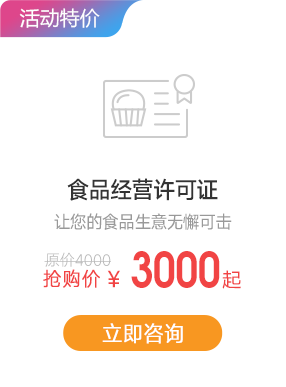 活动特价
食品经营许可证
让您的食品生意无懈可击
原价4000
抢购价 ¥ 3000起
立即咨询